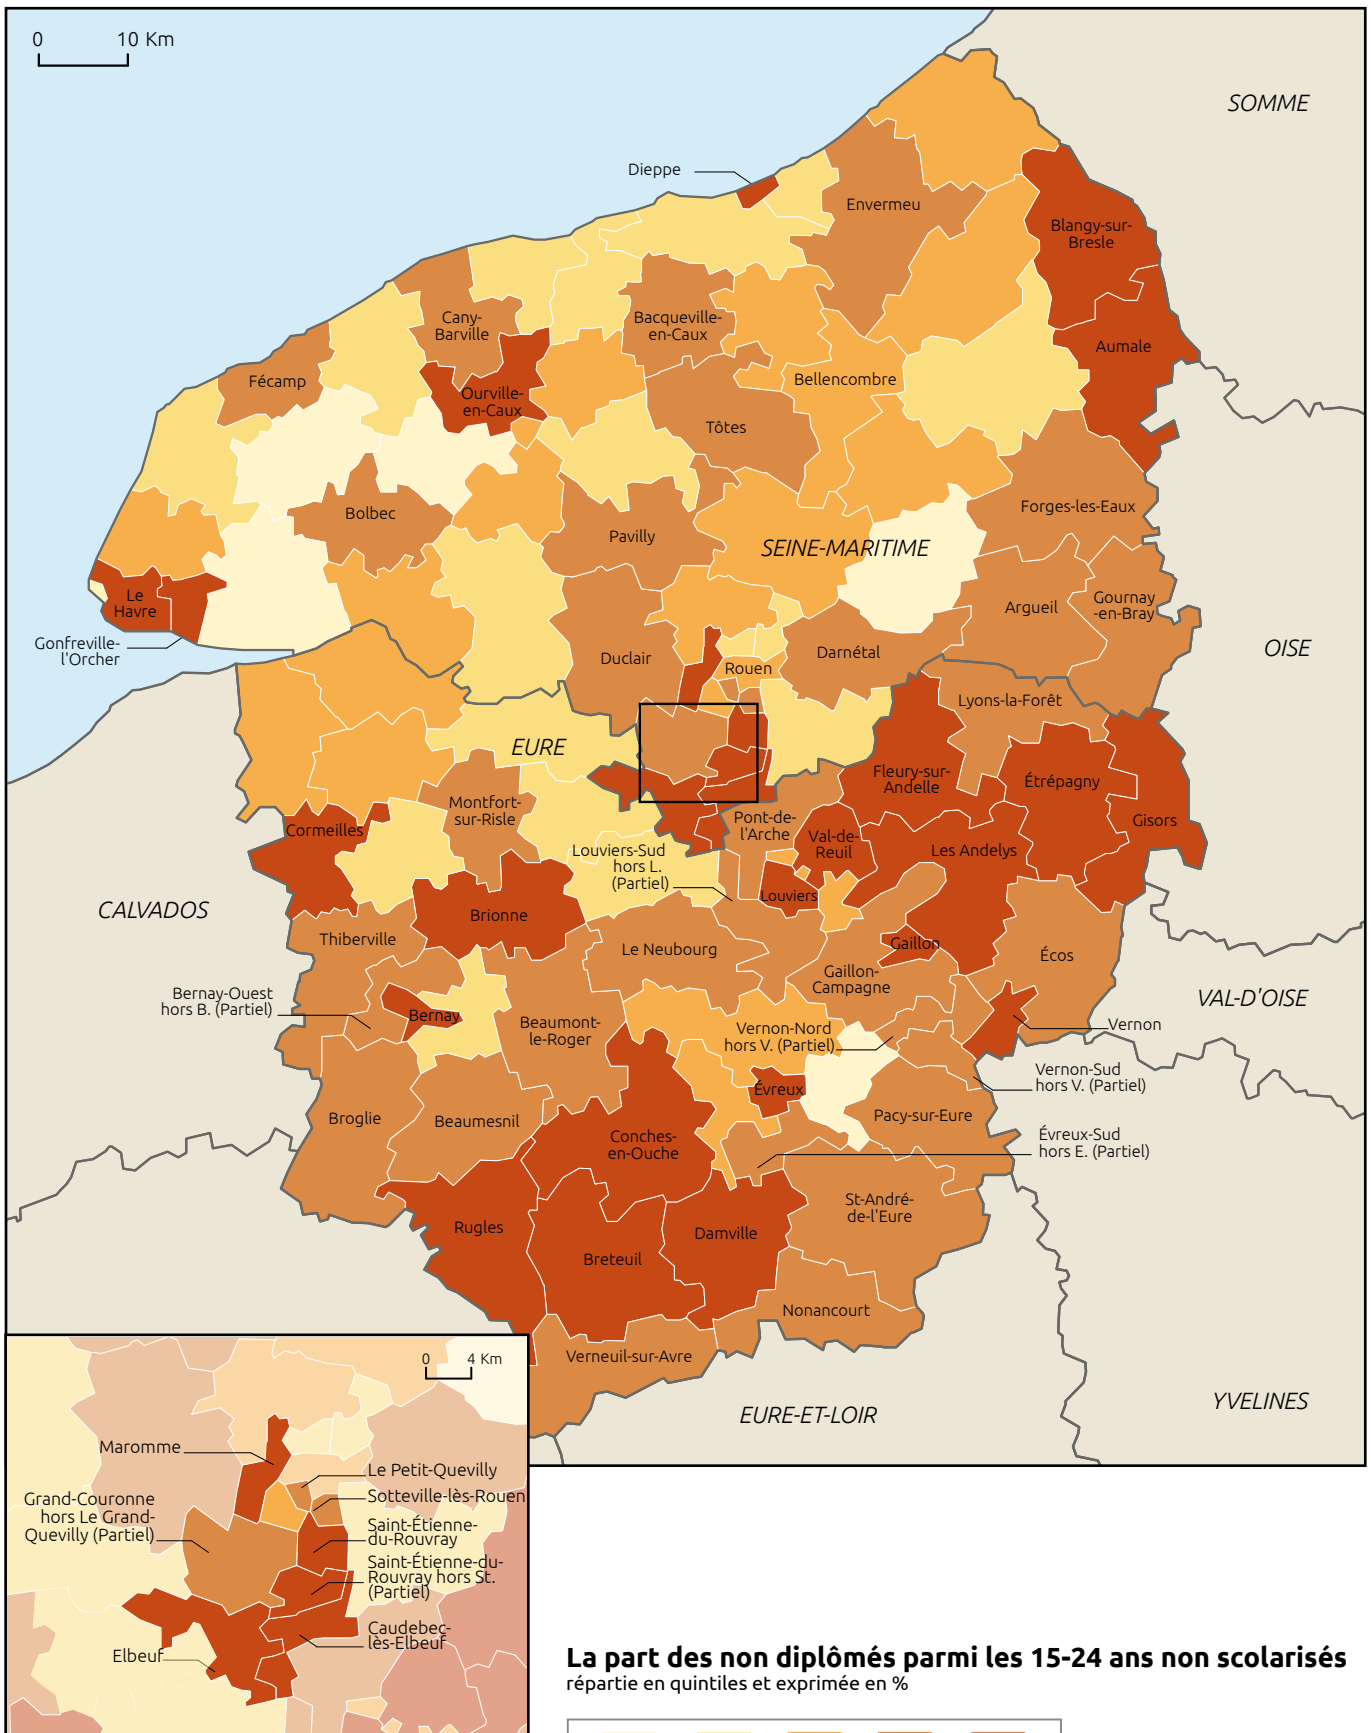 0 10 Km
SOMME
Dieppe
Envermeu
Blangy-sur-
Bresle
Cany-
Barville
Bacqueville-
en-Caux
Aumale
Fécamp
Bellencombre
Ourville-
en-Caux
Tôtes
Bolbec
Forges-les-Eaux
Pavilly
SEINE-MARITIME
Le
Havre
Argueil
Gournay
-en-Bray
Gonfreville-
l'Orcher
Duclair
Rouen
Darnétal
OISE
Lyons-la-Forêt
EURE
Fleury-sur-
Andelle
Étrépagny
Montfort-
sur-Risle
Cormeilles
Pont-de-
l'Arche
Val-de-
Reuil
Gisors
Louviers-Sud
hors L.
(Partiel)
Les Andelys
Louviers
CALVADOS
Brionne
Thiberville
Le Neubourg
Gaillon
Écos
Gaillon-
Campagne
Bernay-Ouest
hors B. (Partiel)
Bernay
Beaumont-
le-Roger
Vernon-Nord
hors V. (Partiel)
VAL-D'OISE
Vernon
Évreux
Vernon-Sud
hors V. (Partiel)
Broglie
Beaumesnil
Conches-
en-Ouche
Pacy-sur-Eure
Évreux-Sud
hors E. (Partiel)
St-André-
de-l'Eure
Rugles
Breteuil
Damville
Nonancourt
Verneuil-sur-Avre
EURE-ET-LOIR
YVELINES
0 4 Km
Maromme
Le Petit-Quevilly
Sotteville-lès-Rouen
Grand-Couronne
hors Le Grand-
Quevilly (Partiel)
Saint-Étienne-
du-Rouvray
Saint-Étienne-du-
Rouvray hors St.
(Partiel)
Caudebec-
lès-Elbeuf
Elbeuf
La part des non diplômés parmi les 15-24 ans non scolarisés
répartie en quintiles et exprimée en %